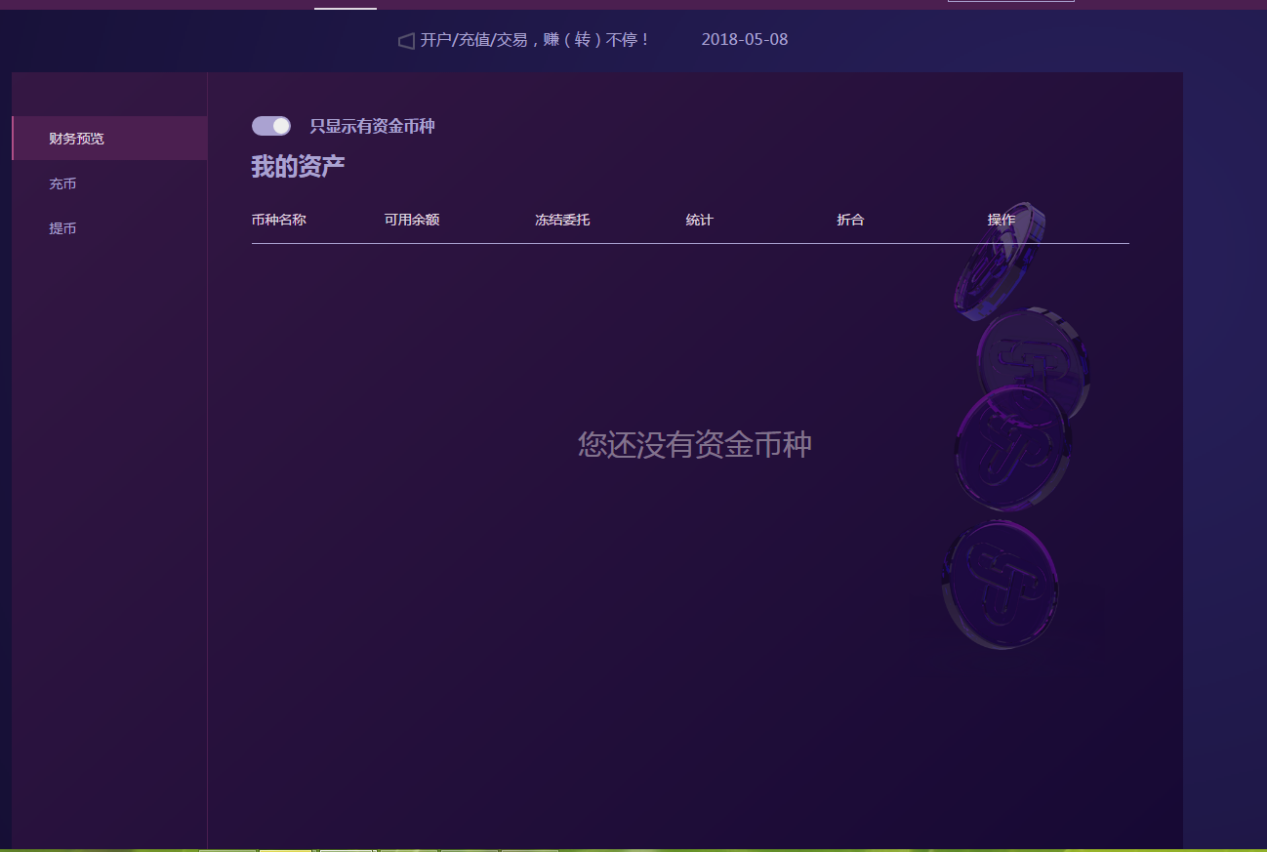 开户/充值/交易，赚（转）不停！ 2018-05-08
财务预览
充币
提币
只显示有资金币种
我的资产
币种名称 可用余额 冻结委托 统计 折合 操作
您还没有资金币种